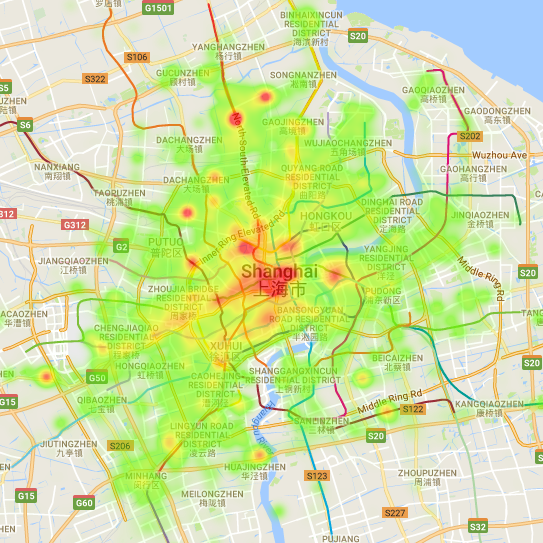 罗店镇
G1501
BINHAIXINCUN
RESIDENTIAL
DISTRICT
海滨新村
S20
YANGHANGZHEN
杨行镇
S106
GUCUNZHEN
顾村镇
SONGNANZHEN
淞南镇
S322
S5
GAOQIAOZHEN
高桥镇
GAODONGZHEN
高东镇
S6
GAOJINGZHEN
高境镇
S202
DACHANGZHEN
大场镇
WUJIAOCHANGZHEN
五角场镇
Wuzhou Ave
NANXIANG
南翔镇
North-South Elevated Rd
QUYANG ROAD
RESIDENTIAL
DISTRICT
曲阳路
GAOHANGZHEN
高行镇
DACHANGZHEN
大场镇
TAOPUZHEN
桃浦镇
DINGHAI ROAD
RESIDENTIAL
DISTRICT
定海路
G312
G312
HONGKOU
虹口区
JINQIAOZHEN
金桥镇
Inner Ring Elevated Rd
G2
PUTUO
普陀区
YANGJING
RESIDENTIAL
DISTRICT
洋泾
Middle Ring Rd
JIANGQIAOZHEN
江桥镇
Shanghai
上海市
S20
ZHOUJIA BRIDGE
RESIDENTIAL
DISTRICT
周家桥
PUDONG
浦东新区
HUACAOZHEN
华漕镇
BANSONGYUAN
ROAD RESIDENTIAL
DISTRICT
半淞园路
CHENGJIAQIAO
RESIDENTIAL
DISTRICT
程家桥
XUHUI
徐汇区
BEICAIZHEN
北蔡镇
S20
HONGQIAOZHEN
虹桥镇
G50
CAOHEJING
RESIDENTIAL
DISTRICT
漕河泾
SHANGGANGXINCUN
RESIDENTIAL DISTRICT
上钢新村
G15
QIBAOZHEN
七宝镇
Middle Ring Rd
S122
KANGQIAOZHEN
康桥镇
Huangpu River
SANLINZHEN
三林镇
JIUTINGZHEN
九亭镇
S206
LINGYUN ROAD
RESIDENTIAL
DISTRICT
凌云路
S20
HUAJINGZHEN
华泾镇
S123
ZHOUPUZHEN
周浦镇
MINHANG
闵行区
G15
G60
MEILONGZHEN
梅陇镇
S227
S32
PUJIANG